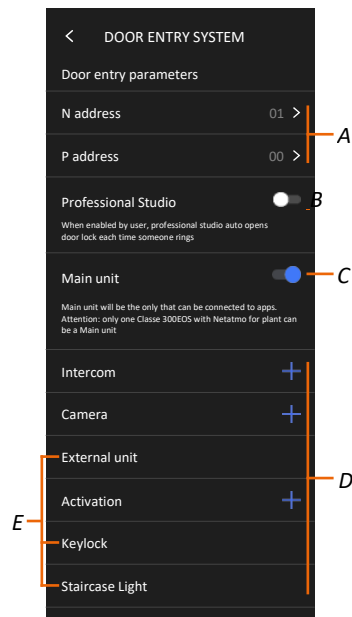 < DOOR ENTRY SYSTEM
Door entry parameters
N address 01 >
A
P address 00 >
Professional Studio B
When enabled by user, professional studio auto opens
door lock each time someone rings
Main unit C
Main unit will be the only that can be connected to apps.
Attention: only one Classe 300EOS with Netatmo for plant can
be a Main unit
Intercom +
Camera +
External unit
D
Activation +
E
Keylock
Staircase Light